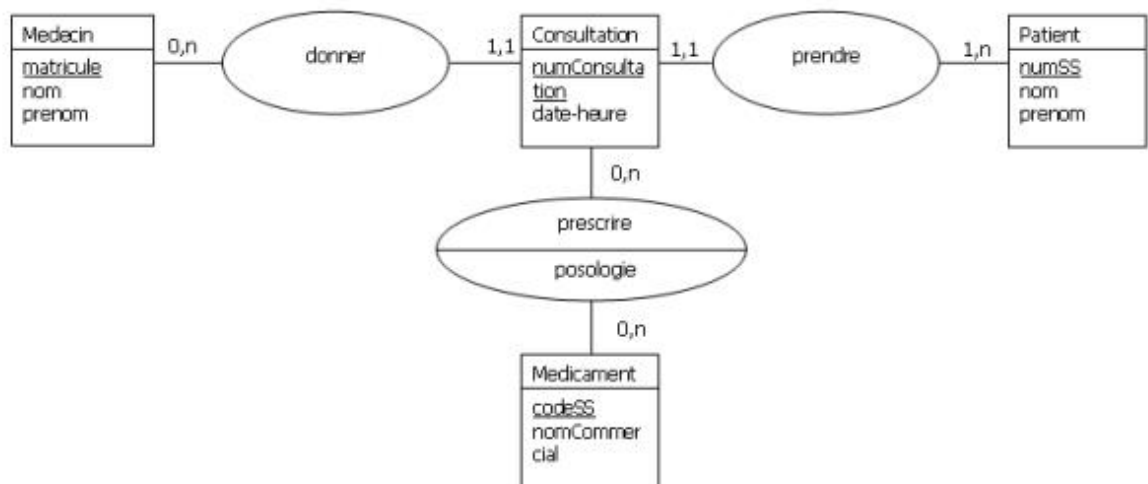 Medecin
matricule
nom
prenom
0,n
donner
1,1
Consultation
numConsulta
tion
date-heure
1,1
prendre
1,n
Patient
numSS
nom
prenom
0,n
prescrire
posologie
0,n
Medicament
codeSS
nomCommer
cial